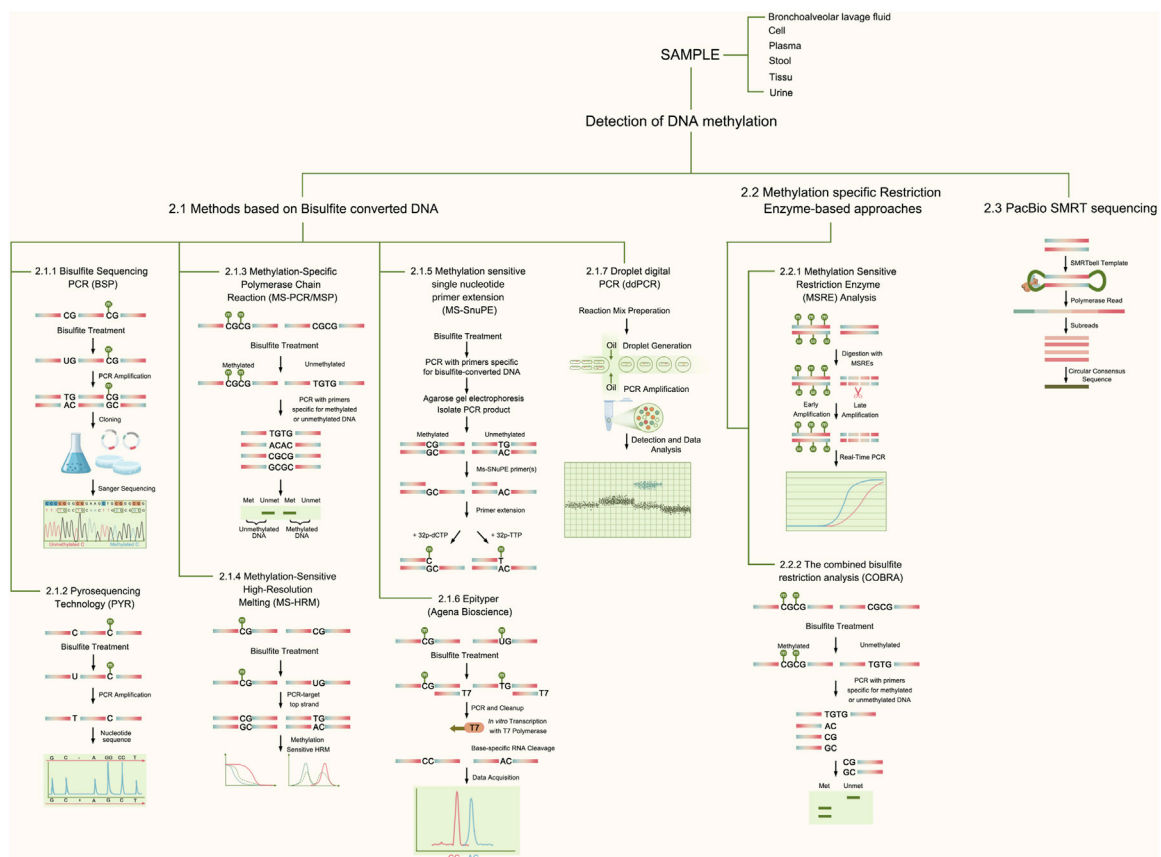 Bronchoalveolar lavage fluid
Cell
SAMPLE
Plasma
Stool
Tissu
Urine
Detection of DNA methylation
2.1 Methods based on Bisulfite converted DNA
2.2 Methylation specific Restriction
Enzyme-based approaches
2.3 PacBio SMRT sequencing
2.1.1 Bisulfite Sequencing
PCR (BSP)
CG CG
Bisulfite Treatment
UG CG
PCR Amplification
TG CG
AC GC
Cloning
Sanger Sequencing
Unmethylated C Methylated C
2.1.2 Pyrosequencing
Technology (PYR)
C C
Bisulfite Treatment
U C
PCR Amplification
T C
Nucleotide
sequence
G C - A GG CC T
G C + A G C T
2.1.3 Methylation-Specific
Polymerase Chain
Reaction (MS-PCR/MSP)
CGCG CGCG
Bisulfite Treatment
Methylated Unmethylated
CGCG TGTG
PCR with primers
specific for methylated
or unmethylated DNA
TGTG
ACAC
CGCG
GCGC
Met Unmet Met Unmet
Unmethylated Methylated
DNA DNA
2.1.4 Methylation-Sensitive
High-Resolution
Melting (MS-HRM)
CG CG
Bisulfite Treatment
CG UG
PCR-target
top strand
CG TG
GC AC
Methylation
Sensitive HRM
2.1.5 Methylation sensitive
single nucleotide
primer extension
(MS-SnuPE)
Bisulfite Treatment
PCR with primers specific
for bisulfite-converted DNA
Agarose gel electrophoresis
Isolate PCR product
Methylated Unmethylated
CG TG
GC AC
Ms-SNuPE primer(s)
GC AC
Primer extension
+ 32p-dCTP + 32p-TTP
C T
GC AC
2.1.6 Epityper
(Agena Bioscience)
CG UG
Bisulfite Treatment
CG TG
T7 T7
PCR and Cleanup
T7
In vitro Transcription
with T7 Polymerase
Base-specific RNA Cleavage
CC AC
Data Acquisition
2.1.7 Droplet digital
PCR (ddPCR)
Reaction Mix Preperation
Oil Droplet Generation
Oil PCR Amplification
Detection and Data
Analysis
2.2.1 Methylation Sensitive
Restriction Enzyme
(MSRE) Analysis
Digestion with
MSREs
Early Late
Amplification Amplification
Real-Time PCR
2.2.2 The combined bisulfite
restriction analysis (COBRA)
CGCG CGCG
Bisulfite Treatment
Methylated Unmethylated
CGCG TGTG
PCR with primers
specific for methylated
or unmethylated DNA
TGTG
AC
CG
GC
CG
GC
Met Unmet
SMRTbell Template
Polymerase Read
Subreads
Circular Consensus
Sequence